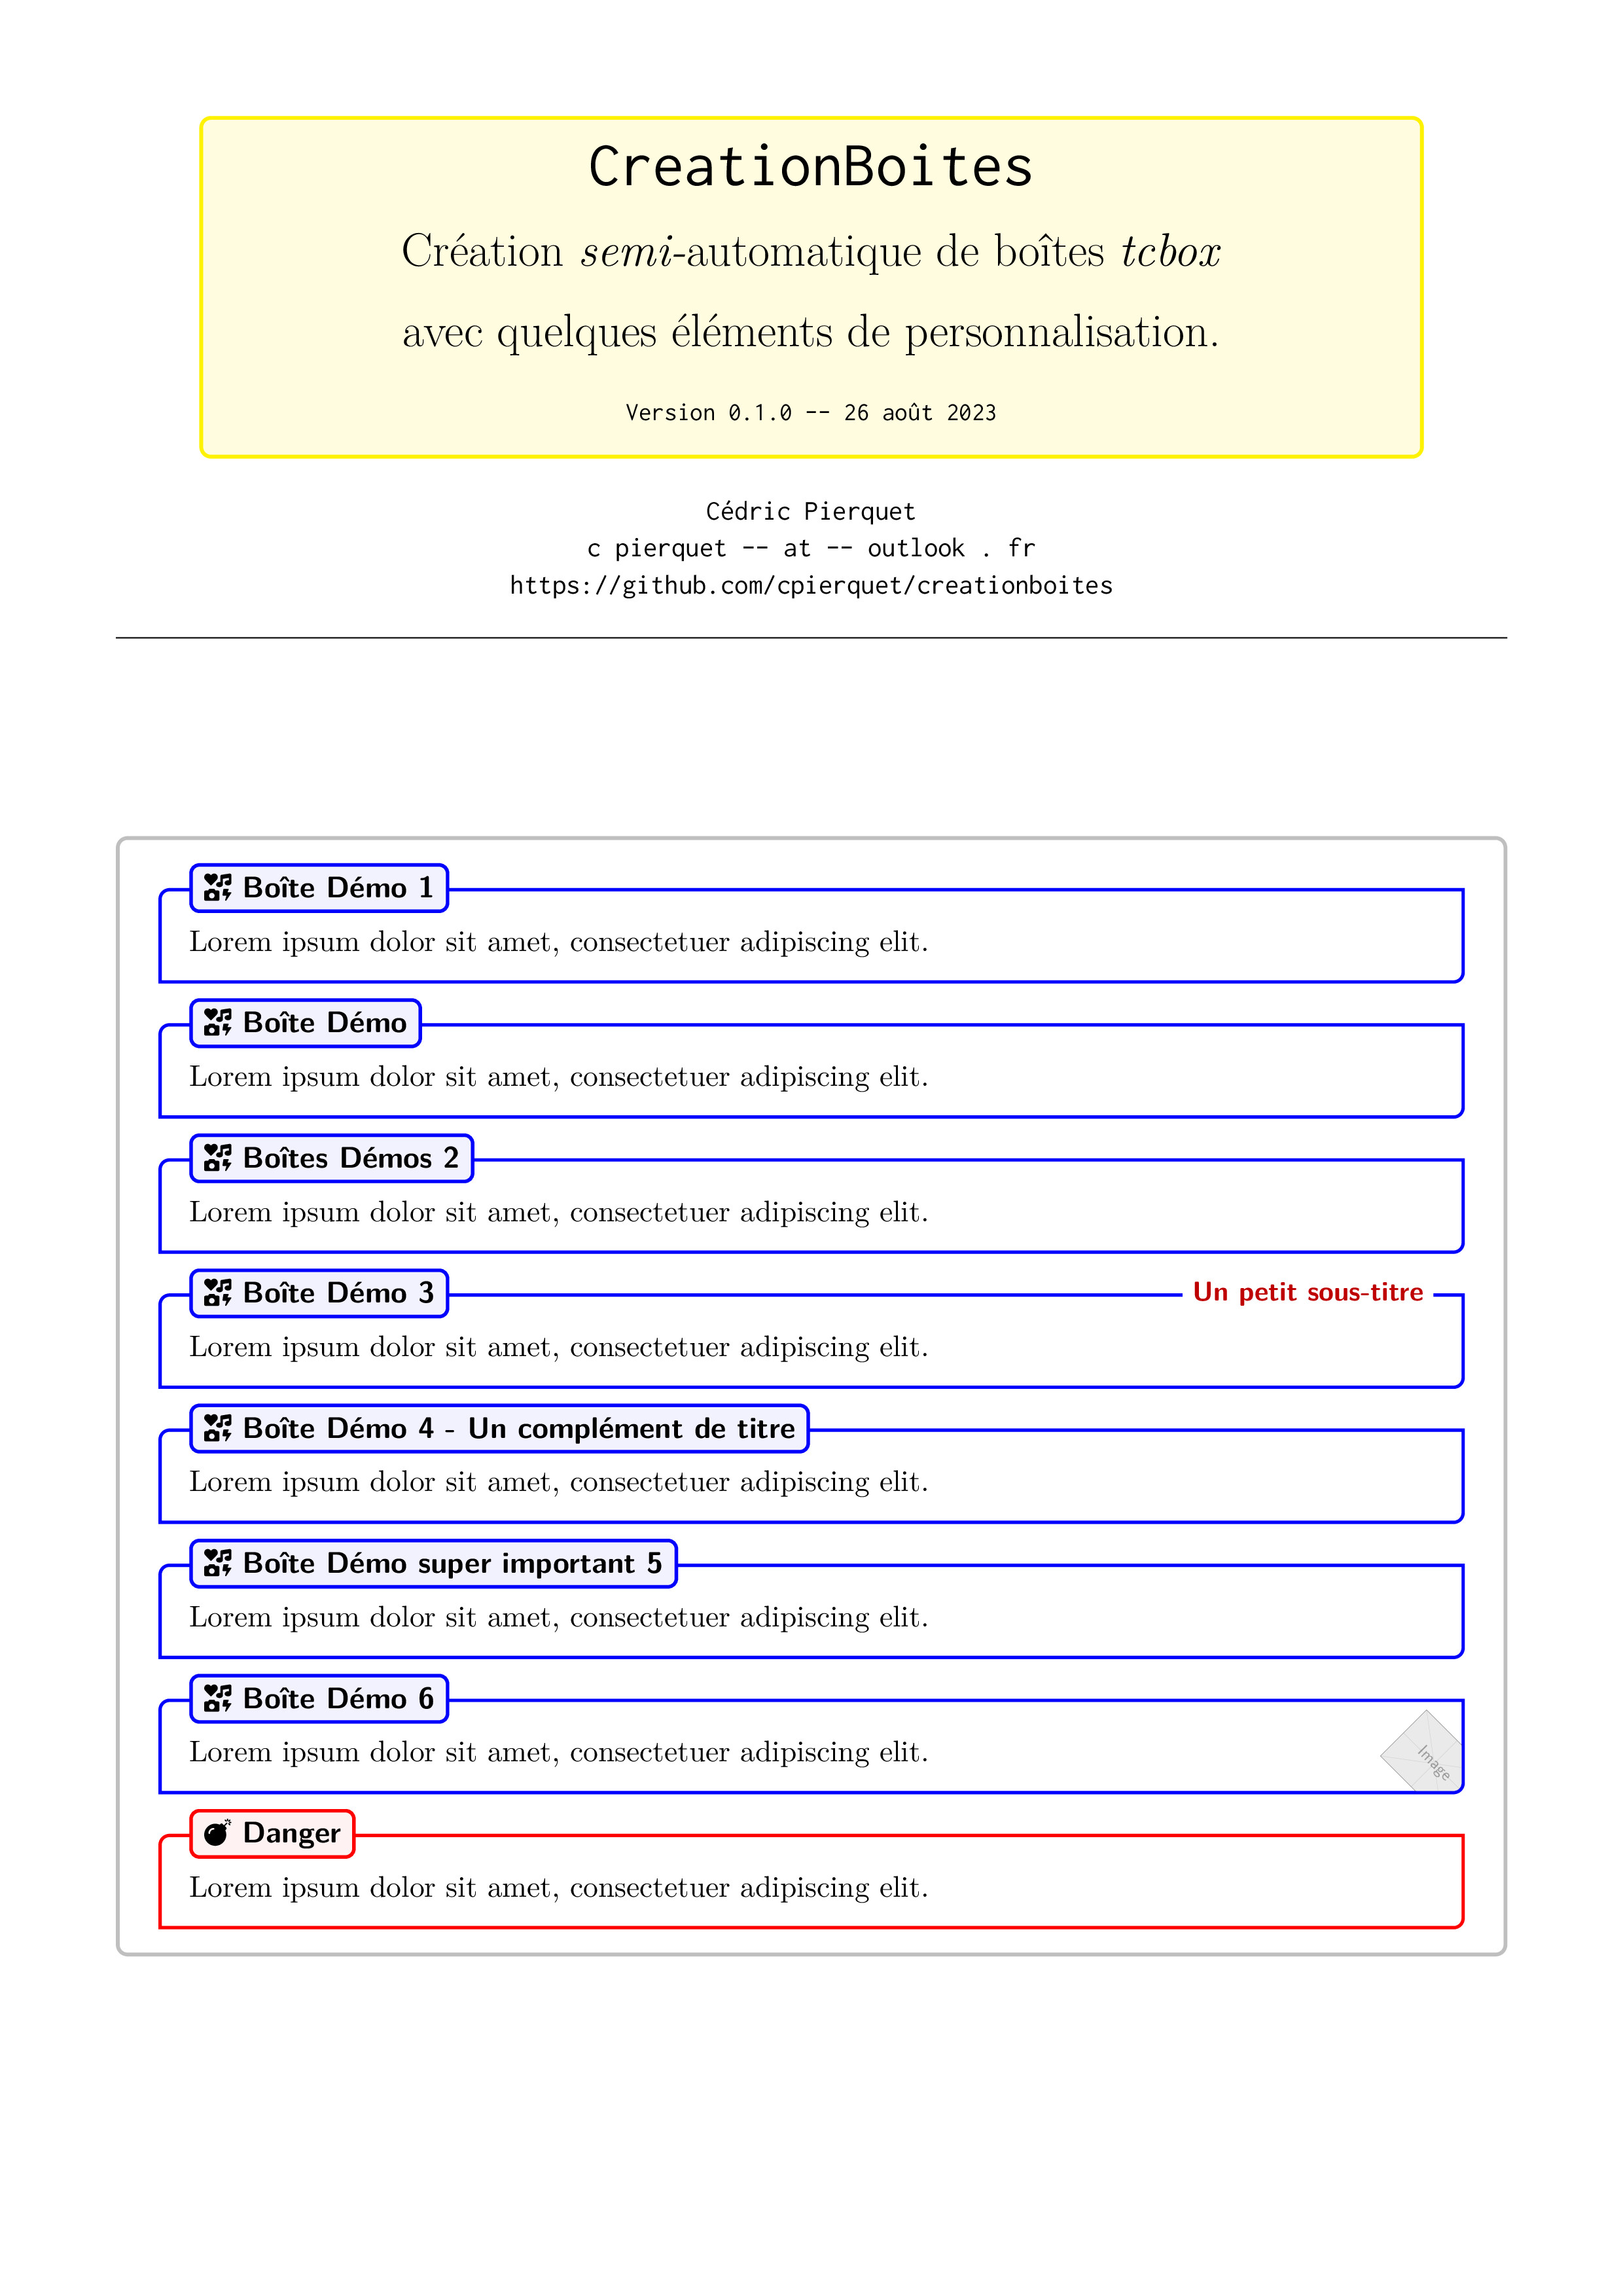 CreationBoites
Création semi-automatique de boîtes tcbox
avec quelques éléments de personnalisation.
Version 0.1.0 -- 26 août 2023
Cédric Pierquet
c pierquet -- at -- outlook . fr
https://github.com/cpierquet/creationboites
Boîte Démo 1
Lorem ipsum dolor sit amet, consectetuer adipiscing elit.
Boîte Démo
Lorem ipsum dolor sit amet, consectetuer adipiscing elit.
Boîtes Démos 2
Lorem ipsum dolor sit amet, consectetuer adipiscing elit.
Boîte Démo 3 Un petit sous-titre
Lorem ipsum dolor sit amet, consectetuer adipiscing elit.
Boîte Démo 4 - Un complément de titre
Lorem ipsum dolor sit amet, consectetuer adipiscing elit.
Boîte Démo super important 5
Lorem ipsum dolor sit amet, consectetuer adipiscing elit.
Boîte Démo 6
Lorem ipsum dolor sit amet, consectetuer adipiscing elit.
Image
Danger
Lorem ipsum dolor sit amet, consectetuer adipiscing elit.